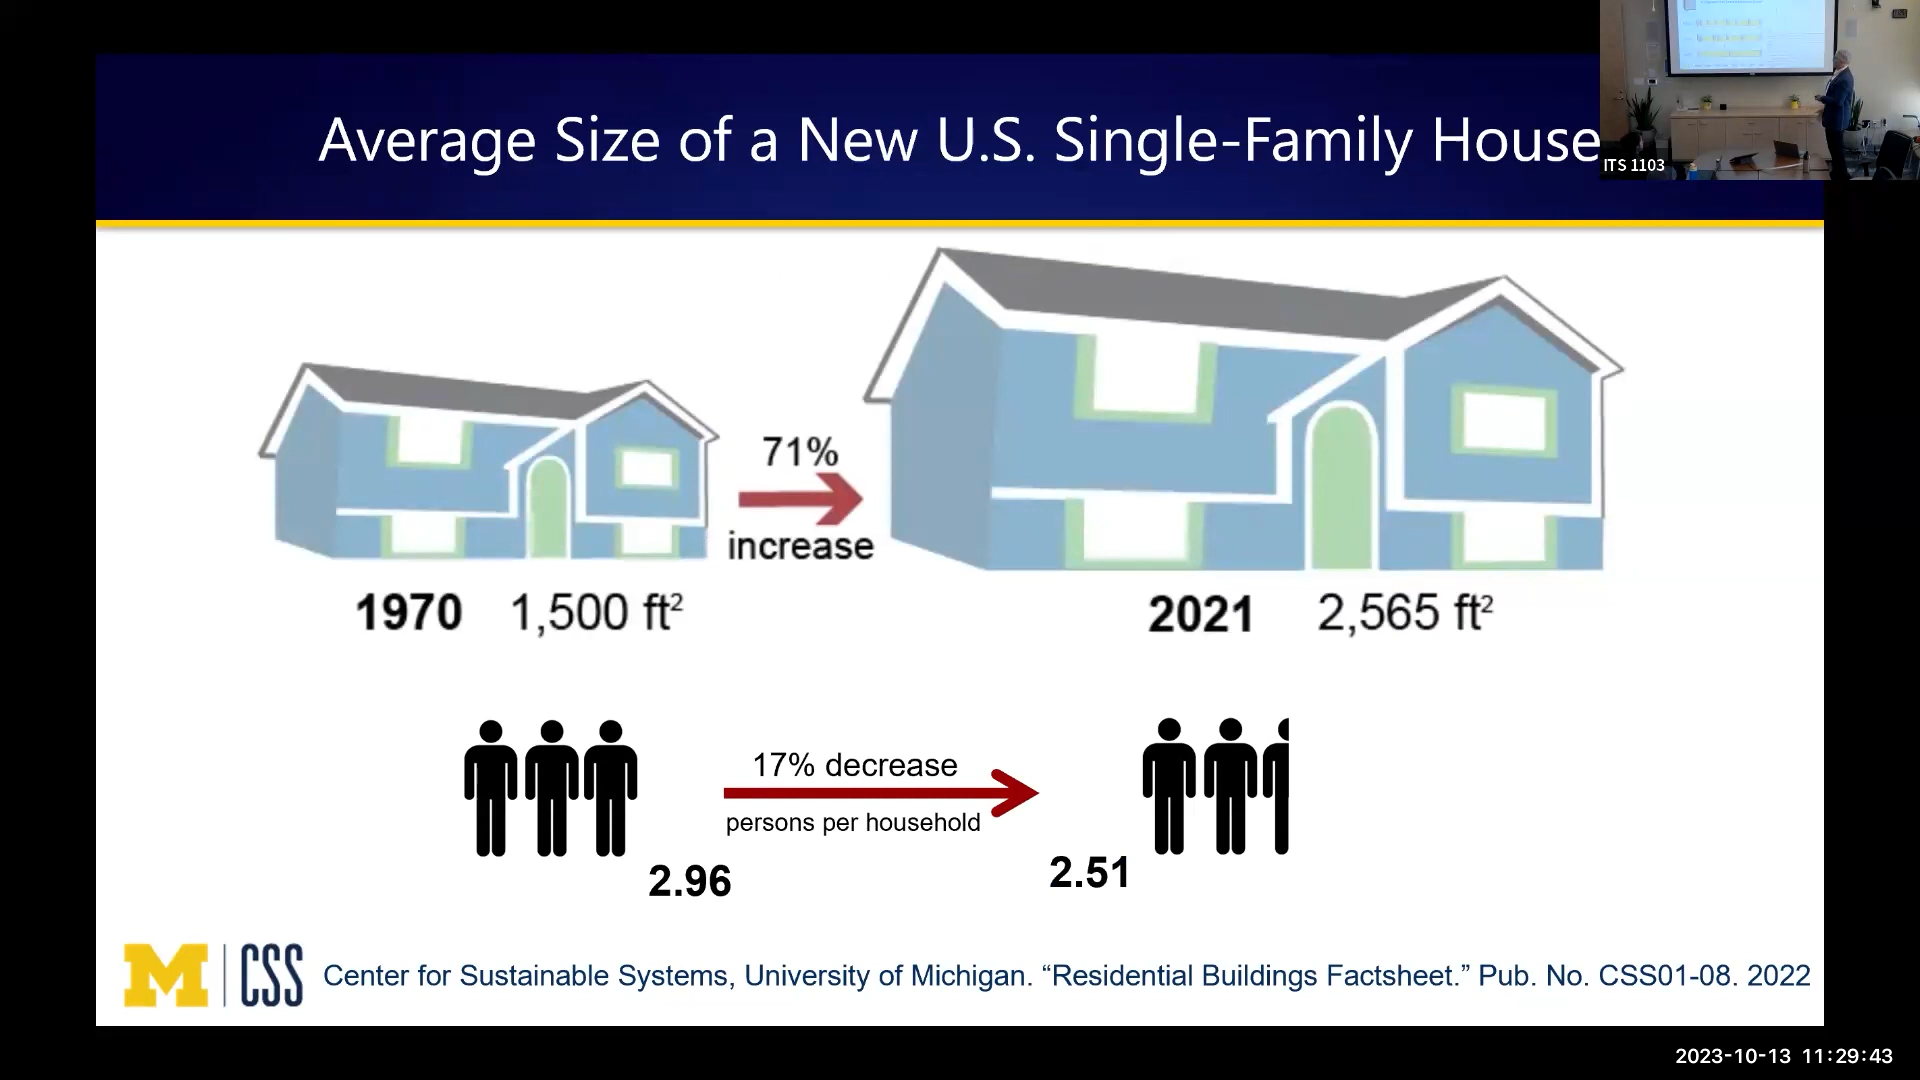 Average Size of a New U.S. Single-Family House
ITS 1103
71%
increase
1970 1,500 ft²
2021 2,565 ft²
17% decrease
persons per household
2.96
2.51
M | CSS Center for Sustainable Systems, University of Michigan. “Residential Buildings Factsheet.” Pub. No. CSS01-08. 2022
2023-10-13 11:29:43